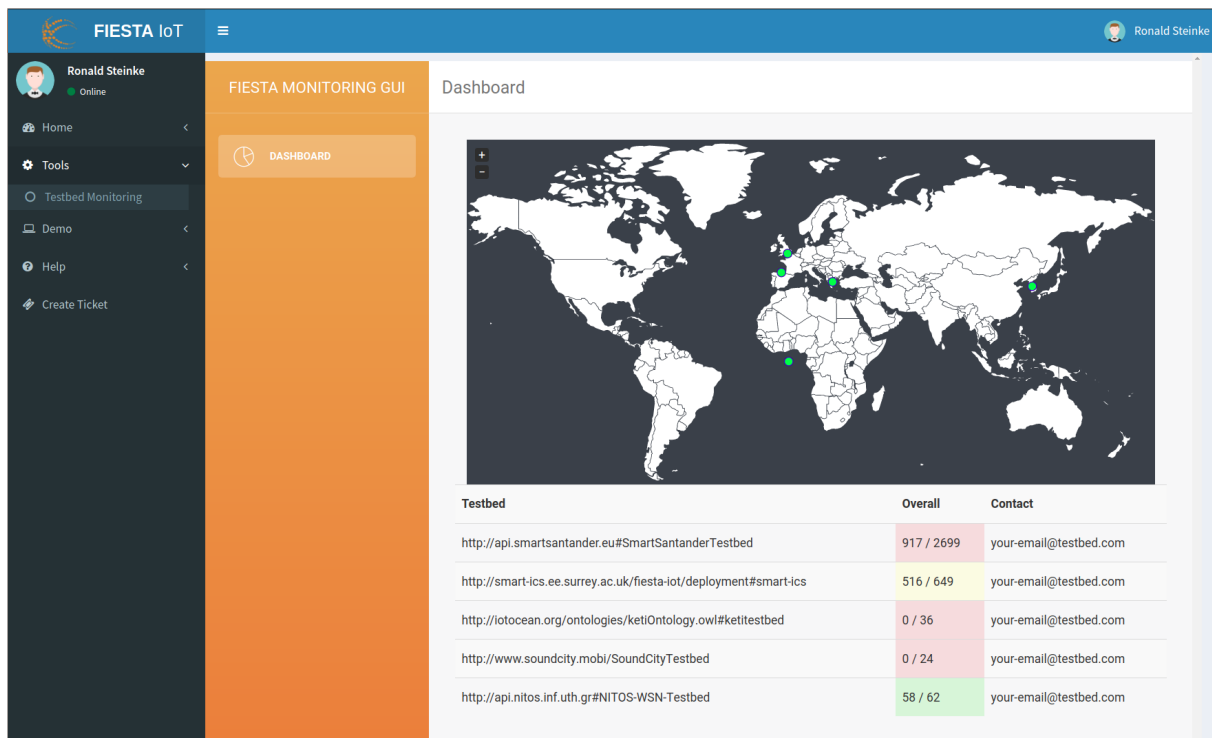 FIESTA IoT
Ronald Steinke
Ronald Steinke
Online
Home
Tools
Testbed Monitoring
Demo
Help
Create Ticket
FIESTA MONITORING GUI
DASHBOARD
Dashboard
+
-
Testbed Overall Contact
http://api.smartsantander.eu#SmartSantanderTestbed 917 / 2699 your-email@testbed.com
http://smart-ics.ee.surrey.ac.uk/fiesta-iot/deployment#smart-ics 516 / 649 your-email@testbed.com
http://iotocean.org/ontologies/ketiOntology.owl#ketitestbed 0 / 36 your-email@testbed.com
http://www.soundcity.mobi/SoundCityTestbed 0 / 24 your-email@testbed.com
http://api.nitos.inf.uth.gr#NITOS-WSN-Testbed 58 / 62 your-email@testbed.com